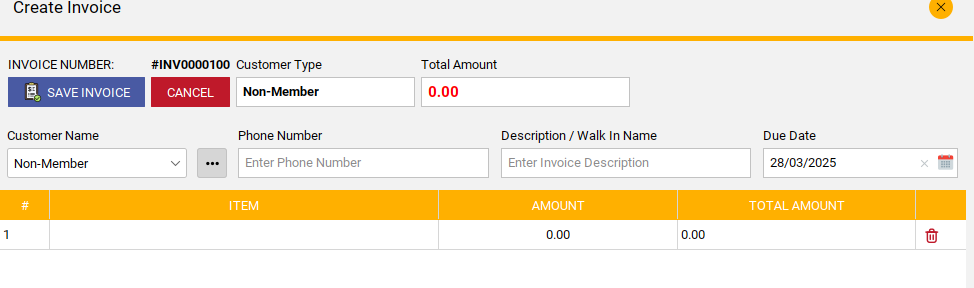 Create Invoice
INVOICE NUMBER: #INV0000100 Customer Type Total Amount
SAVE INVOICE CANCEL Non-Member 0.00
Customer Name Phone Number Description / Walk In Name Due Date
Non-Member ••• Enter Phone Number Enter Invoice Description 28/03/2025
# ITEM AMOUNT TOTAL AMOUNT
1 0.00 0.00